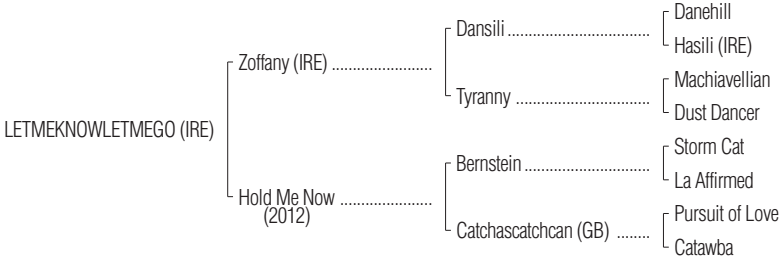 Danehill
Dansili ..................................
Hasili (IRE)
Zoffany (IRE) ........................
Machiavellian
Tyranny ................................
Dust Dancer
LETMEKNOWLETMEGO (IRE)
Storm Cat
Bernstein ...............................
La Affirmed
Hold Me Now ......................
(2012)
Pursuit of Love
Catchascatchcan (GB) ........
Catawba